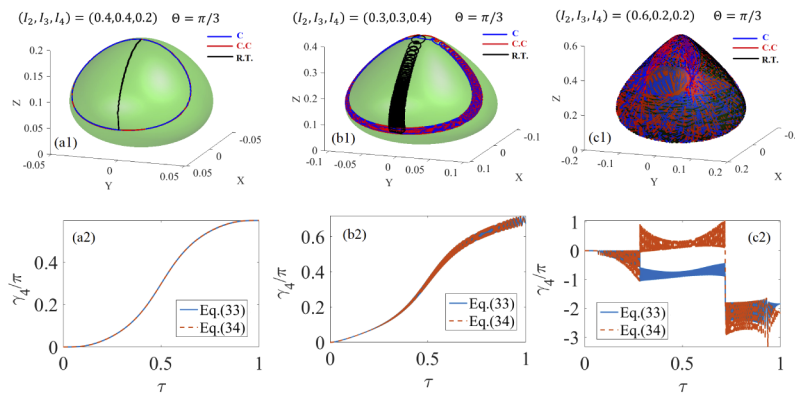 (I₂, I₃, I₄) = (0.4,0.4,0.2) Θ = π/3
(I₂, I₃, I₄) = (0.3,0.3,0.4) Θ = π/3
(I₂, I₃, I₄) = (0.6,0.2,0.2) Θ = π/3
C
C.C
R.T.
0.2
0.15
0.1
0.05
0
Z
(a1)
-0.05
0
0.05
Y
-0.05
0
0.05
X
C
C.C
R.T.
0.4
0.3
0.2
0.1
0
Z
(b1)
-0.1
-0.05
0
0.05
0.1
Y
-0.1
0
0.1
X
C
C.C
R.T.
0.6
0.4
0.2
0
Z
(c1)
-0.2
-0.1
0
0.1
0.2
Y
-0.2
0
0.2
X
(a2)
0.4
0.2
0
γ₄/π
Eq.(33)
Eq.(34)
0
0.5
1
τ
(b2)
0.6
0.4
0.2
0
γ₄/π
Eq.(33)
Eq.(34)
0
0.5
1
τ
(c2)
1
0
-1
-2
-3
γ₄/π
Eq.(33)
Eq.(34)
0
0.5
1
τ